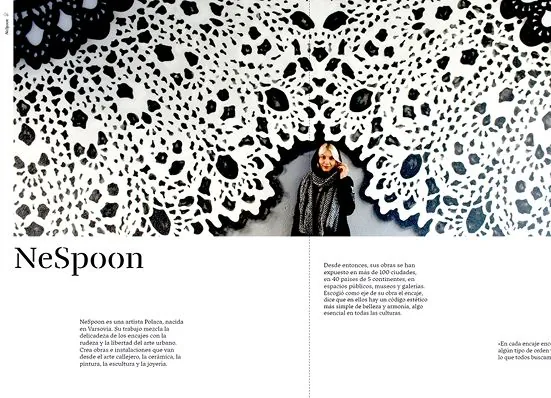 NeSpoon
NeSpoon
NeSpoon es una artista Polaca, nacida
en Varsovia. Su trabajo mezcla la
delicadeza de los encajes con la
rudeza y la libertad del arte urbano.
Crea obras e instalaciones que van
desde el arte callejero, la cerámica, la
pintura, la escultura y la joyería.
Desde entonces, sus obras se han
expuesto en más de 100 ciudades,
en 40 países de 5 continentes, en
espacios públicos, museos y galerías.
Escogió como eje de su obra el encaje,
dice que en ellos hay un código estético
más simple de belleza y armonía, algo
esencial en todas las culturas.
«En cada encaje enc
algún tipo de orden
lo que todos buscam